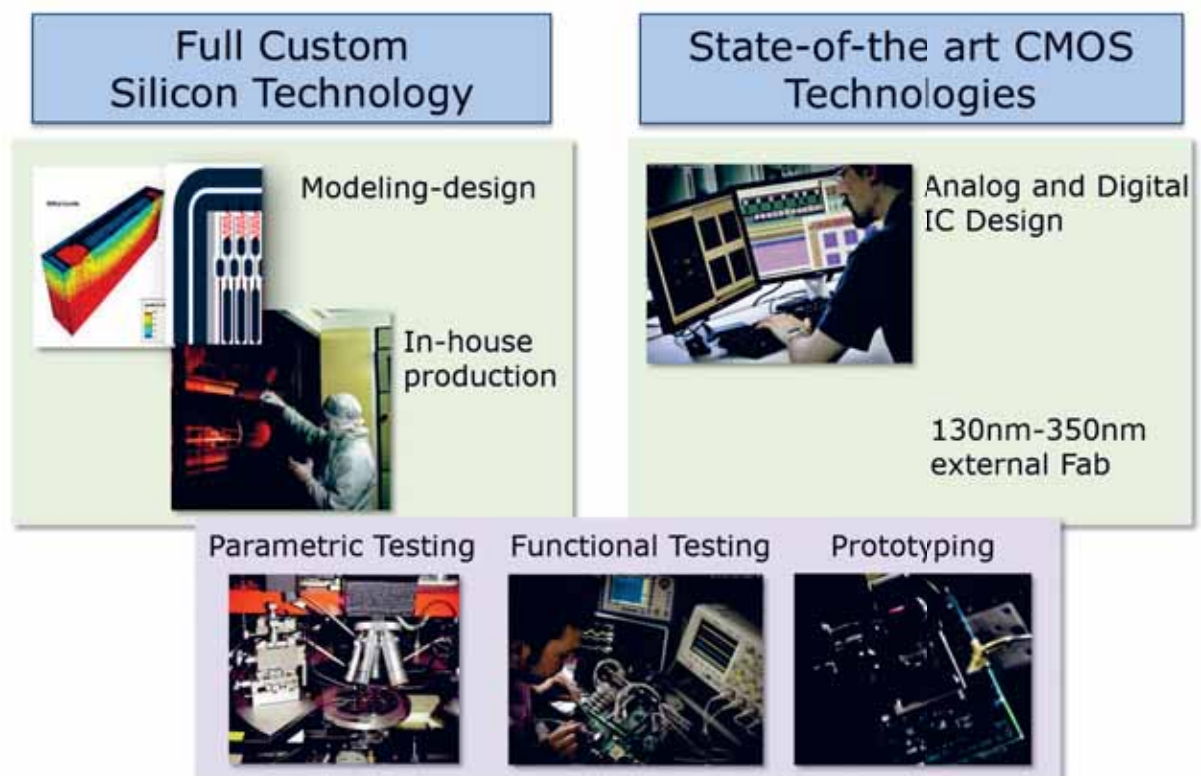 Full Custom
Silicon Technology
State-of-the art CMOS
Technologies
Modeling-design
In-house
production
Analog and Digital
IC Design
130nm-350nm
external Fab
Parametric Testing
Functional Testing
Prototyping